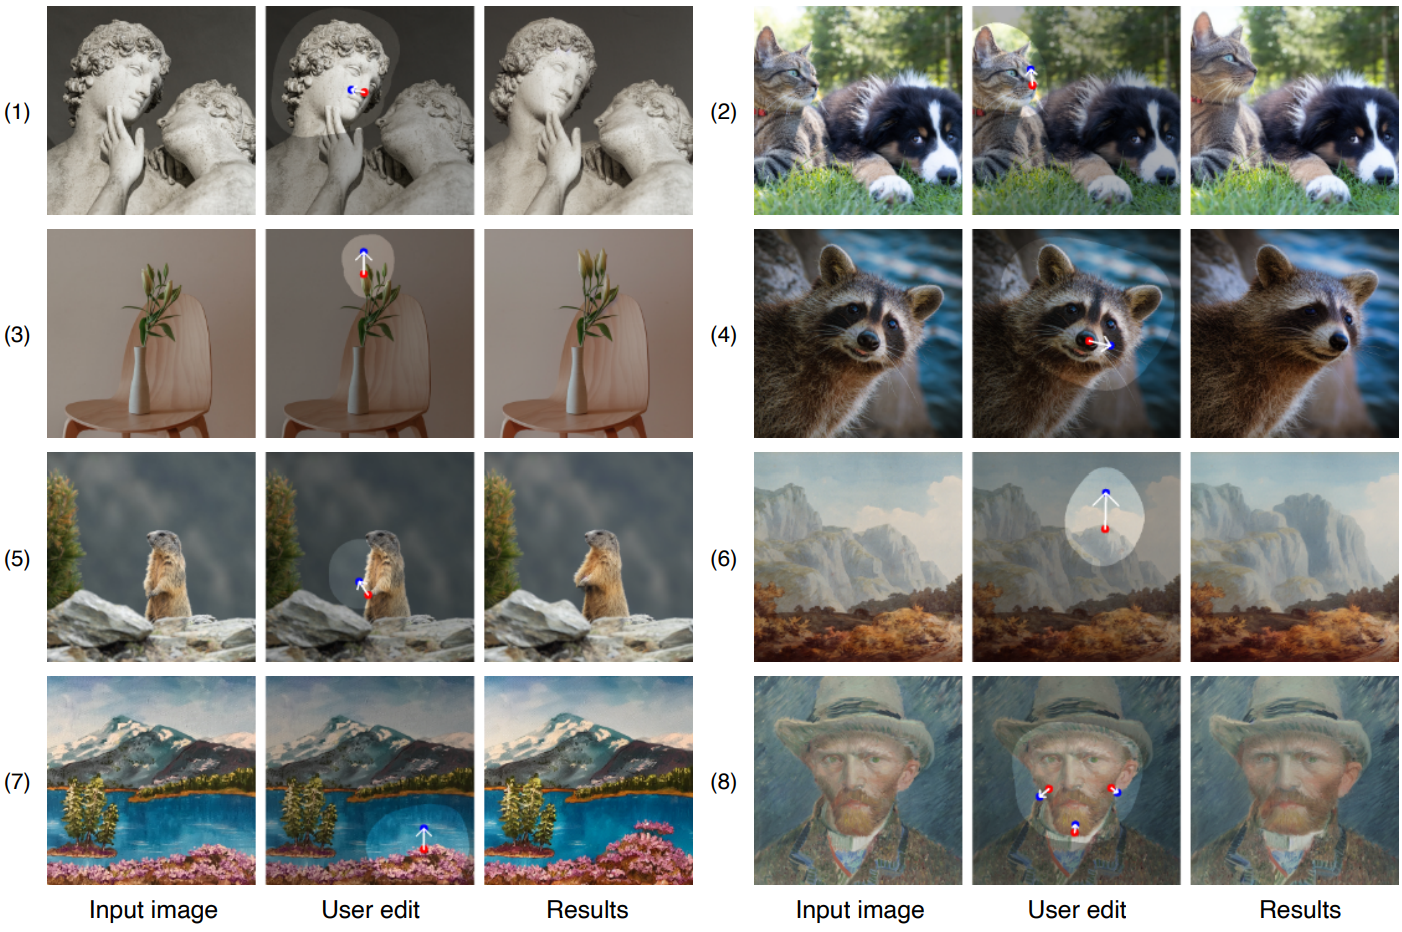 (1)
(2)
(3)
(4)
(5)
(6)
(7)
(8)
Input image
User edit
Results
Input image
User edit
Results